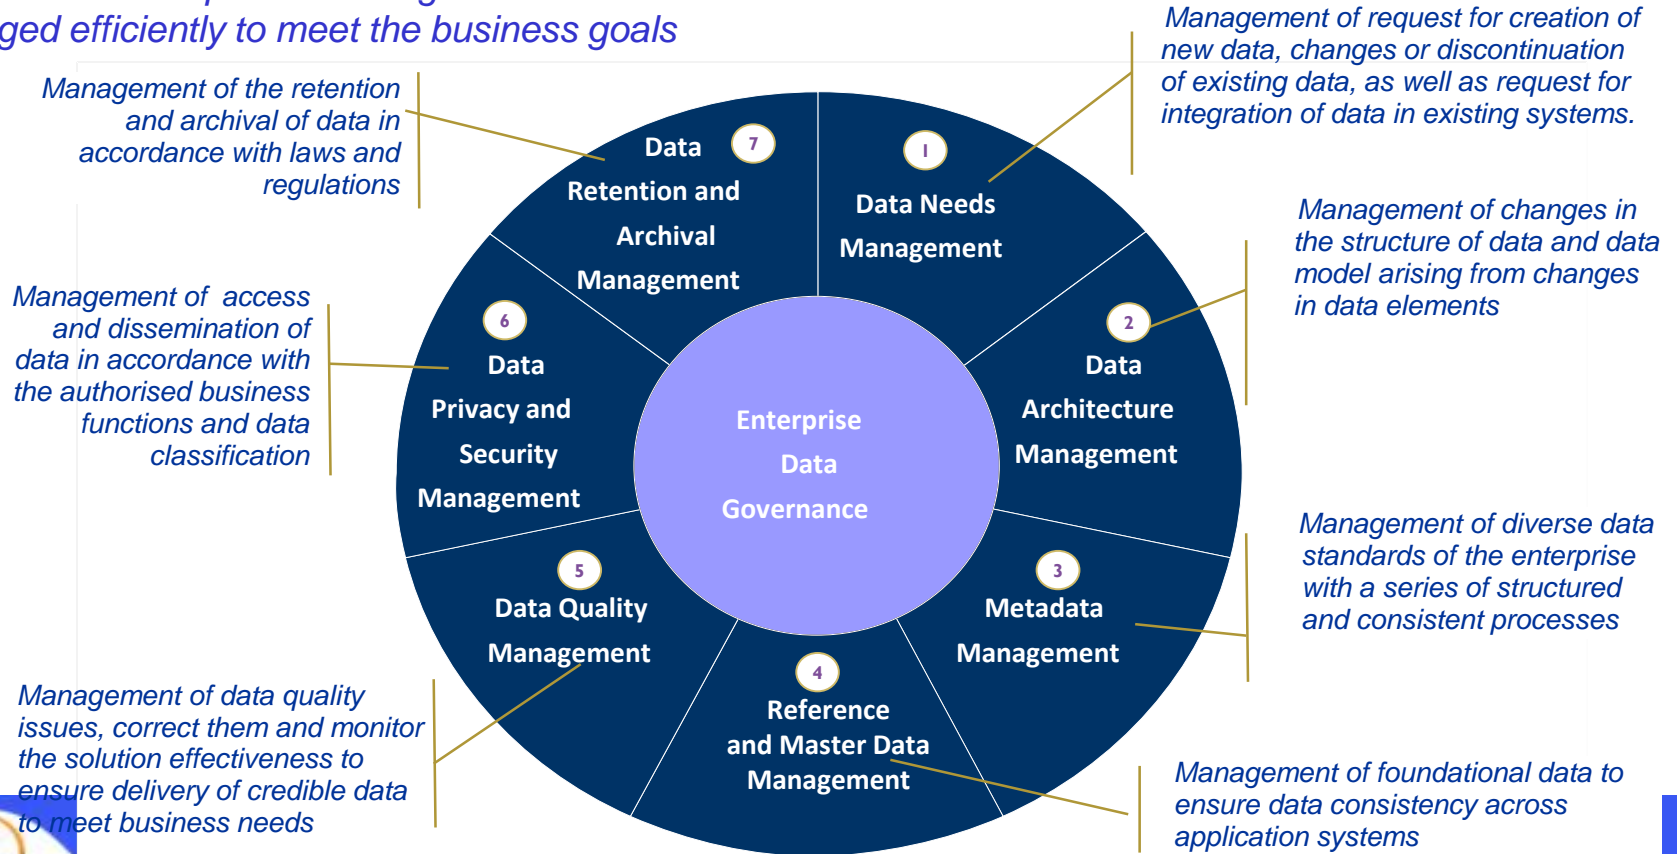 ged efficiently to meet the business goals
Management of request for creation of
new data, changes or discontinuation
of existing data, as well as request for
integration of data in existing systems.
Management of the retention
and archival of data in
accordance with laws and
regulations
Data
7
Retention and
Archival
Management
1
Data Needs
Management
Management of changes in
the structure of data and data
model arising from changes
in data elements
Management of access
and dissemination of
data in accordance with
the authorised business
functions and data
classification
6
Data
Privacy and
Security
Management
2
Data
Architecture
Management
Enterprise
Data
Governance
Management of diverse data
standards of the enterprise
with a series of structured
and consistent processes
5
Data Quality
Management
3
Metadata
Management
4
Reference
and Master Data
Management
Management of data quality
issues, correct them and monitor
the solution effectiveness to
ensure delivery of credible data
to meet business needs
Management of foundational data to
ensure data consistency across
application systems